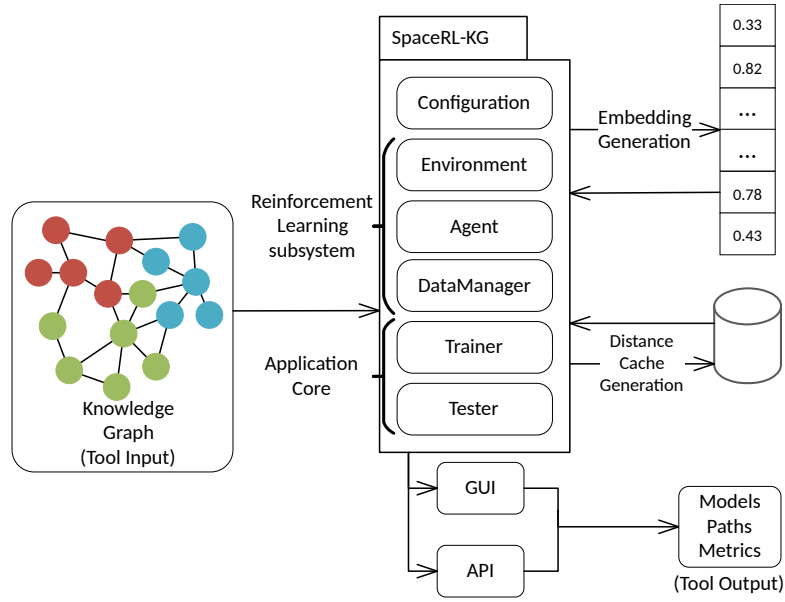 SpaceRL-KG
Configuration
Environment
Agent
DataManager
Trainer
Tester
Reinforcement
Learning
subsystem
Application
Core
Knowledge
Graph
(Tool Input)
Embedding
Generation
0.33
0.82
...
...
0.78
0.43
Distance
Cache
Generation
GUI
API
Models
Paths
Metrics
(Tool Output)